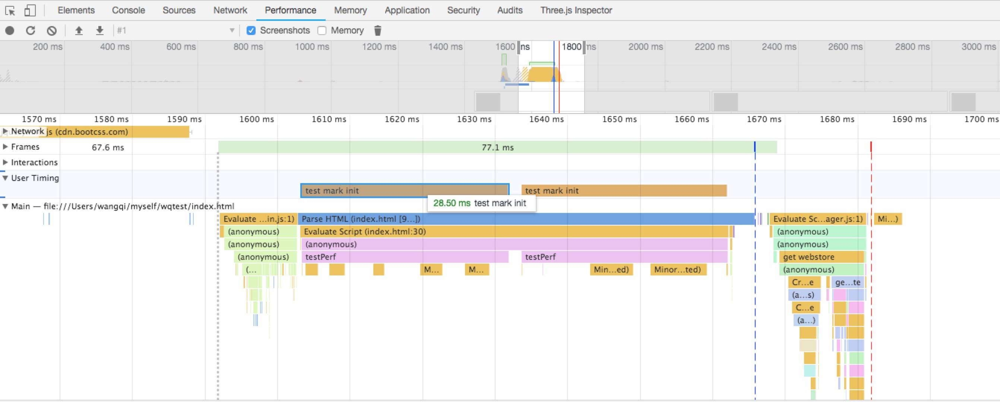 Elements Console Sources Network Performance Memory Application Security Audits Three.js Inspector
#1 Screenshots Memory
200 ms 400 ms 600 ms 800 ms 1000 ms 1200 ms 1400 ms 1600 ns 1800 ms 2000 ms 2200 ms 2400 ms 2600 ms 2800 ms 3000 ms
1570 ms 1580 ms 1590 ms 1600 ms 1610 ms 1620 ms 1630 ms 1640 ms 1650 ms 1660 ms 1670 ms 1680 ms 1690 ms 1700 ms
Network js (cdn.bootcss.com)
Frames 67.6 ms 77.1 ms
Interactions
User Timing
test mark init test mark init
28.50 ms test mark init
Main — file:///Users/wangqi/myself/wqtest/index.html
Evaluate ...in.js:1) Parse HTML (index.html [9...]) Evaluate Sc...ager.js:1) Mi...)
(anonymous) Evaluate Script (index.html:30) (anonymous)
(anonymous) (anonymous) (anonymous)
(anonymous) testPerf testPerf get webstore
(... M... M... Min...ed) Minor...ted) (anonymous)
Cr...e ge...te
(a...s)
C...e
(a...)